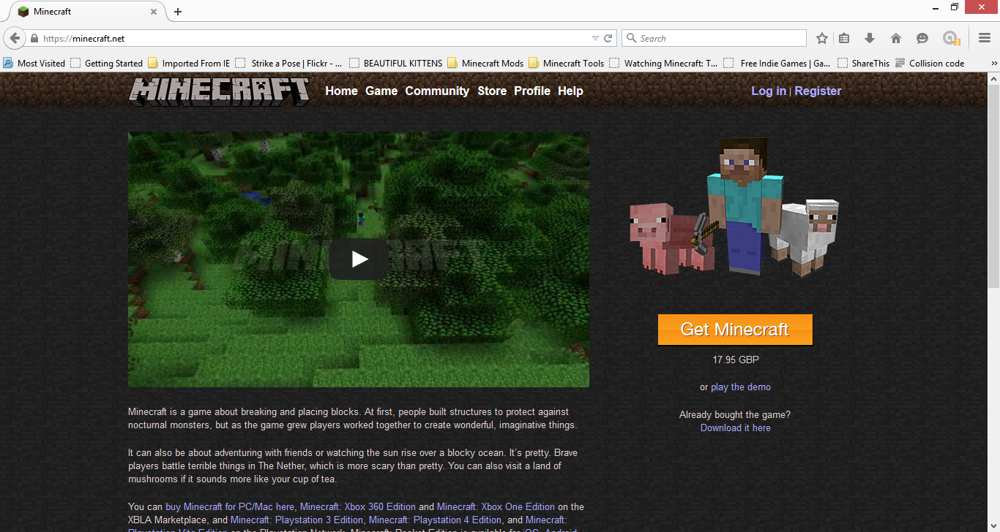 Minecraft
https://minecraft.net
Search
3
Most Visited Getting Started Imported From IE Strike a Pose | Flickr - ... BEAUTIFUL KITTENS Minecraft Mods Minecraft Tools Watching Minecraft: T... Free Indie Games | Ga... ShareThis Collision code
MINECRAFT Home Game Community Store Profile Help Log in | Register
MINECRAFT
Get Minecraft
17.95 GBP
or play the demo
Already bought the game?
Download it here
Minecraft is a game about breaking and placing blocks. At first, people built structures to protect against
nocturnal monsters, but as the game grew players worked together to create wonderful, imaginative things.
It can also be about adventuring with friends or watching the sun rise over a blocky ocean. It's pretty. Brave
players battle terrible things in The Nether, which is more scary than pretty. You can also visit a land of
mushrooms if it sounds more like your cup of tea.
You can buy Minecraft for PC/Mac here, Minecraft: Xbox 360 Edition and Minecraft: Xbox One Edition on the
XBLA Marketplace, and Minecraft: Playstation 3 Edition, Minecraft: Playstation 4 Edition, and Minecraft:
Playstation Vita Edition on the Playstation Network. Minecraft: Pocket Edition is available for iOS, Android,